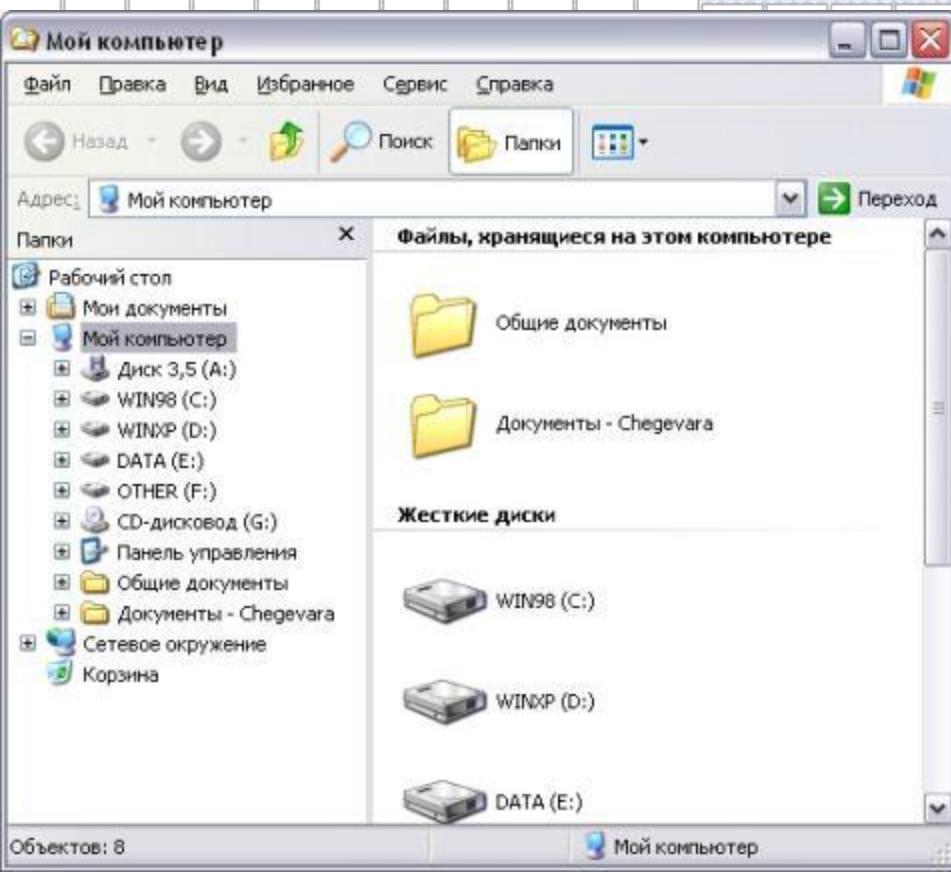 Мой компьютер
Файл Правка Вид Избранное Сервис Справка
Назад Поиск Папки
Адрес: Мой компьютер Переход
Папки
Рабочий стол
Мои документы
Мой компьютер
Диск 3,5 (A:)
WIN98 (C:)
WINXP (D:)
DATA (E:)
OTHER (F:)
CD-дисковод (G:)
Панель управления
Общие документы
Документы - Chegevara
Сетевое окружение
Корзина
Файлы, хранящиеся на этом компьютере
Общие документы
Документы - Chegevara
Жесткие диски
WIN98 (C:)
WINXP (D:)
DATA (E:)
Объектов: 8 Мой компьютер